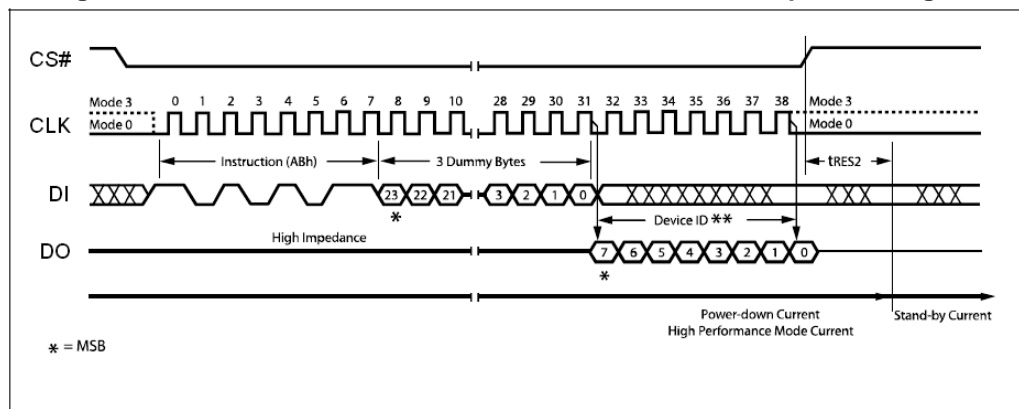 CS#
Mode 3 0 1 2 3 4 5 6 7 8 9 10 28 29 30 31 32 33 34 35 36 37 38 Mode 3
CLK Mode 0 Mode 0
Instruction (ABh) 3 Dummy Bytes tRES2
DI 23 22 21 3 2 1 0
* Device ID **
High Impedance
DO 7 6 5 4 3 2 1 0
*
Power-down Current Stand-by Current
High Performance Mode Current
* = MSB